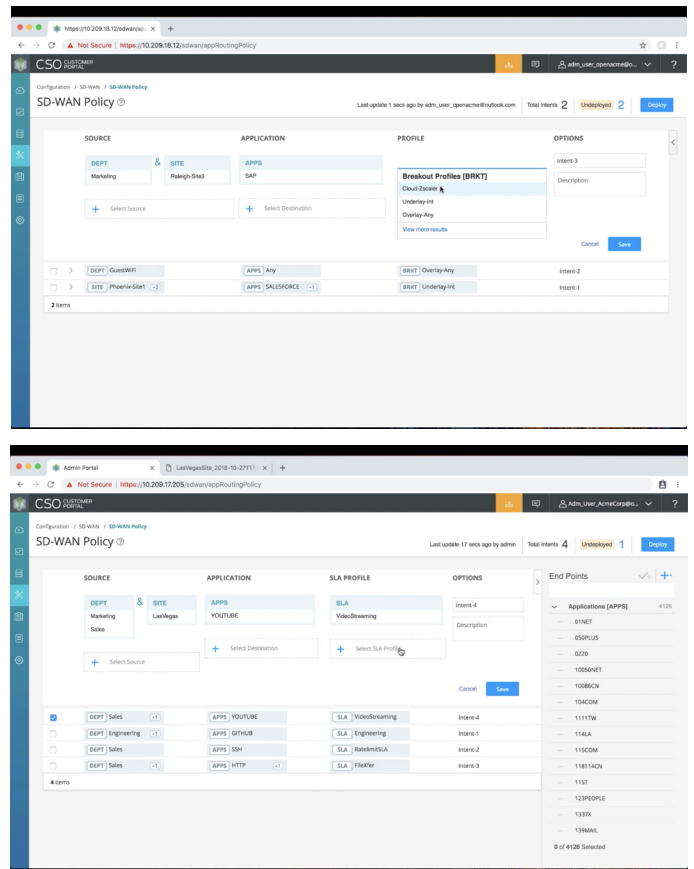 https://10.209.18.12/sdwan/ap × +
Not Secure | https://10.209.18.12/sdwan/appRoutingPolicy
CSO CUSTOMER PORTAL
adm_user_openacme@o... ?
Configuration / SD-WAN / SD-WAN Policy
SD-WAN Policy ?
Last update 1 secs ago by adm_user_openacme@outlook.com Total Intents 2 Undeployed 2 Deploy
SOURCE APPLICATION PROFILE OPTIONS
DEPT & SITE APPS Intent-3
Marketing Raleigh-Site3 SAP Breakout Profiles [BRKT] Description
Cloud-Zscaler
+ Select Source + Select Destination Underlay-Int
Overlay-Any
View more results
Cancel Save
DEPT GuestWiFi APPS Any BRKT Overlay-Any Intent-2
SITE Phoenix-Site1 +2 APPS SALESFORCE +1 BRKT Underlay-Int Intent-1
2 items
Admin Portal × LasVegasSite_2018-10-27T1 × +
Not Secure | https://10.209.17.205/sdwan/appRoutingPolicy
CSO CUSTOMER PORTAL
Adm_User_AcmeCorp@o... ?
Configuration / SD-WAN / SD-WAN Policy
SD-WAN Policy ?
Last update 17 secs ago by admin Total Intents 4 Undeployed 1 Deploy
SOURCE APPLICATION SLA PROFILE OPTIONS
DEPT & SITE APPS SLA Intent-4
Marketing LasVegas YOUTUBE VideoStreaming Description
Sales
+ Select Destination + Select SLA Profile
+ Select Source
Cancel Save
DEPT Sales +1 APPS YOUTUBE SLA VideoStreaming Intent-4
DEPT Engineering +1 APPS GITHUB SLA Engineering Intent-1
DEPT Sales APPS SSH SLA RatelimitSLA Intent-2
DEPT Sales +1 APPS HTTP +1 SLA FileXfer Intent-3
4 items
End Points
Applications [APPS] 4126
01NET
050PLUS
0ZZ0
10050NET
10086CN
104COM
1111TW
114LA
115COM
118114CN
11ST
123PEOPLE
1337X
139MAIL
0 of 4126 Selected